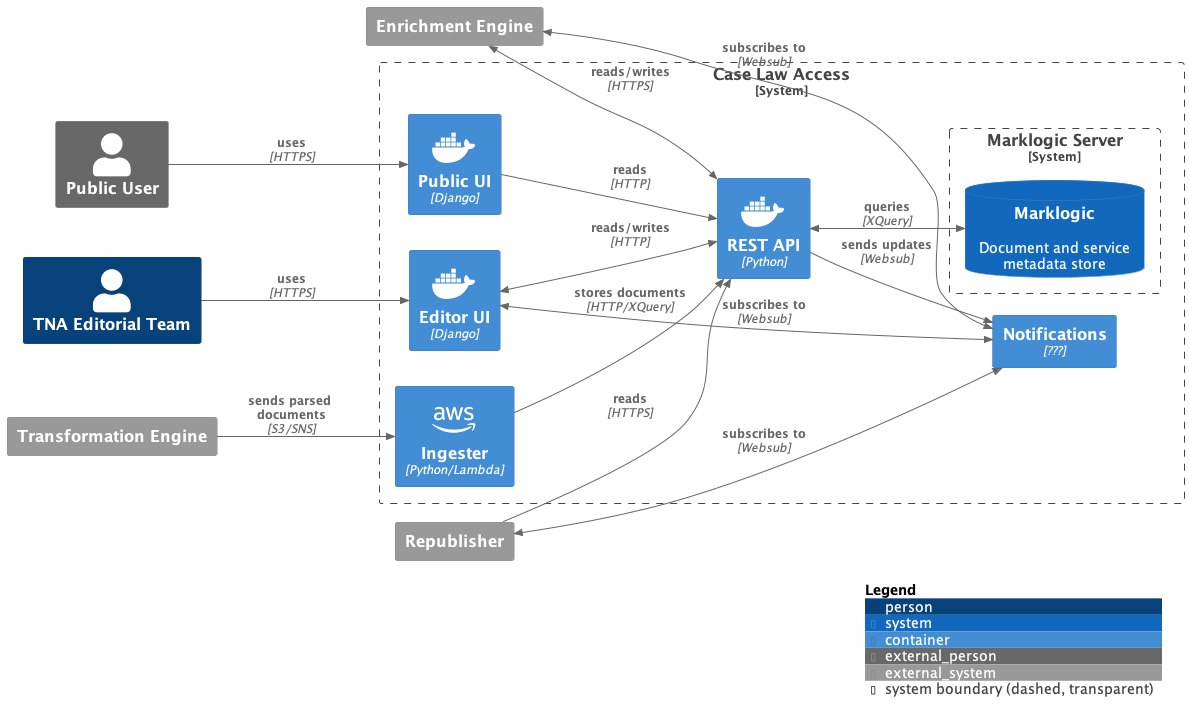 Enrichment Engine
subscribes to
[Websub]
reads/writes
[HTTPS]
Case Law Access
[System]
uses
[HTTPS]
Public User
Public UI
[Django]
reads
[HTTP]
Marklogic Server
[System]
Marklogic
Document and service
metadata store
queries
[XQuery]
REST API
[Python]
reads/writes
[HTTP]
sends updates
[Websub]
uses
[HTTPS]
TNA Editorial Team
Editor UI
[Django]
stores documents
[HTTP/XQuery]
subscribes to
[Websub]
Notifications
[???]
sends parsed
documents
[S3/SNS]
Transformation Engine
aws
Ingester
[Python/Lambda]
reads
[HTTPS]
subscribes to
[Websub]
Republisher
Legend
person
system
container
external_person
external_system
system boundary (dashed, transparent)